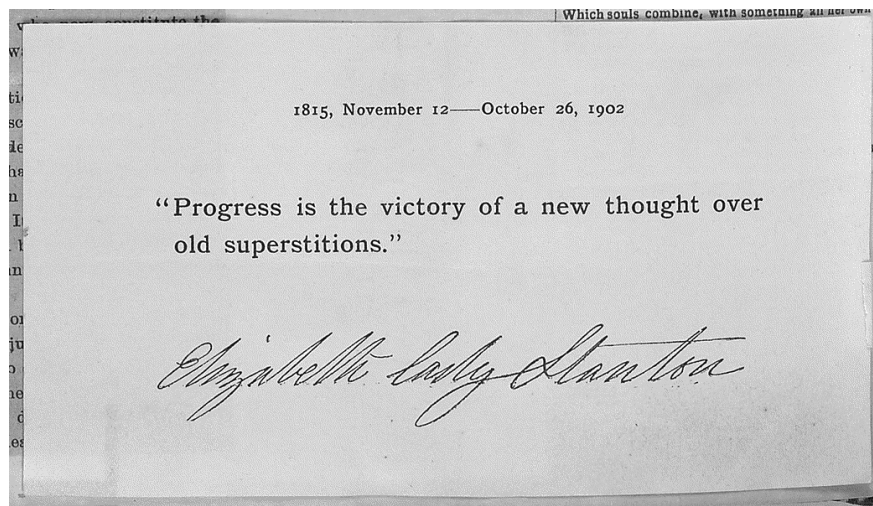 Which souls combine, with something all her own
1815, November 12—October 26, 1902
“Progress is the victory of a new thought over
old superstitions.”
Elizabeth Cady Stanton